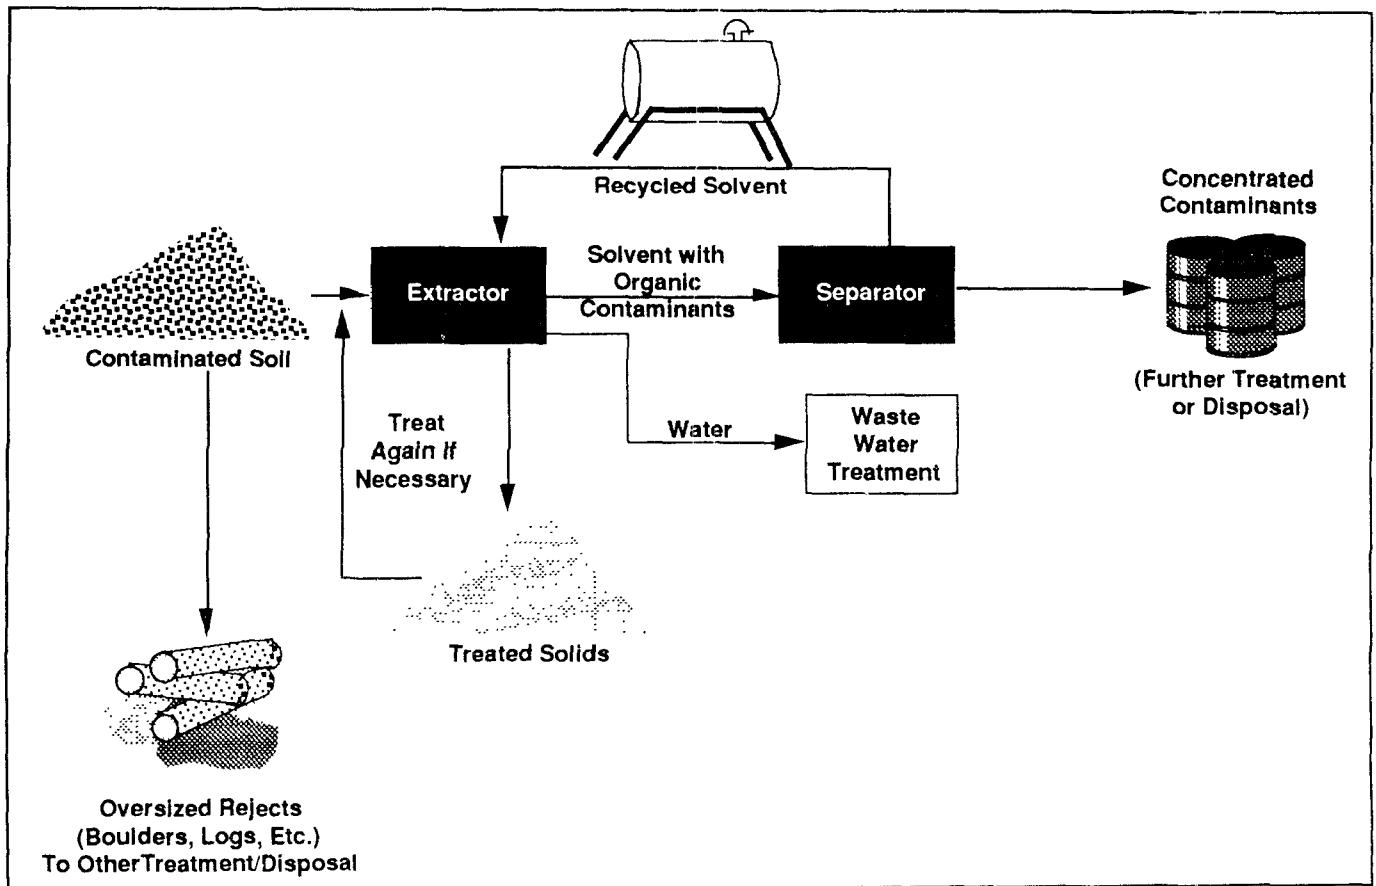 Recycled Solvent
Concentrated
Contaminants
Solvent with
Organic
Contaminants
Extractor
Separator
Contaminated Soil
(Further Treatment
or Disposal)
Treat
Again if
Necessary
Water
Waste
Water
Treatment
Treated Solids
Oversized Rejects
(Boulders, Logs, Etc.)
To OtherTreatment/Disposal